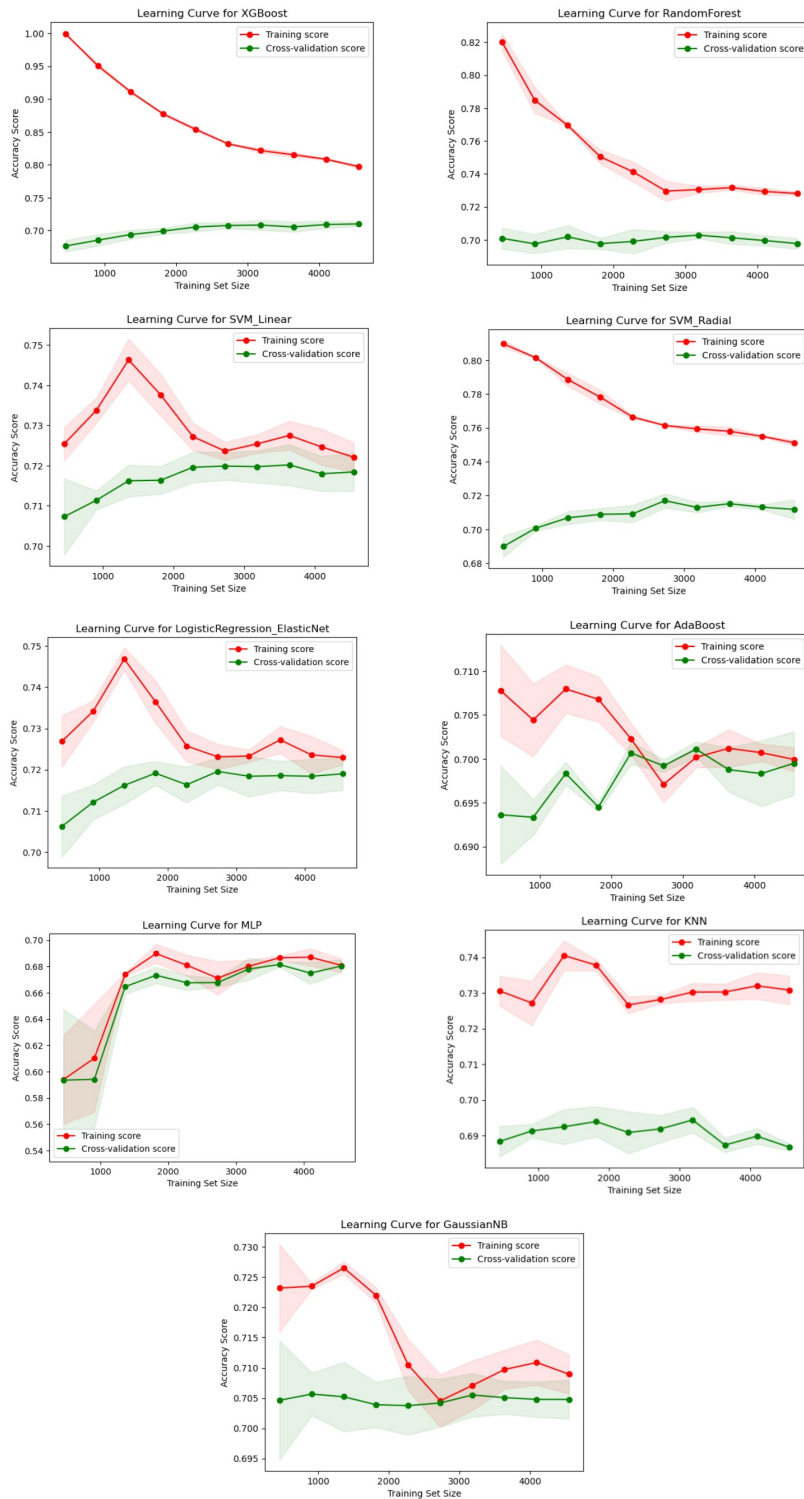 Learning Curve for XGBoost
Training score
Cross-validation score
Accuracy Score
1.00
0.95
0.90
0.85
0.80
0.75
0.70
1000
2000
3000
4000
Training Set Size
Learning Curve for RandomForest
Training score
Cross-validation score
Accuracy Score
0.82
0.80
0.78
0.76
0.74
0.72
0.70
1000
2000
3000
4000
Training Set Size
Learning Curve for SVM_Linear
Training score
Cross-validation score
Accuracy Score
0.75
0.74
0.73
0.72
0.71
0.70
1000
2000
3000
4000
Training Set Size
Learning Curve for SVM_Radial
Training score
Cross-validation score
Accuracy Score
0.80
0.78
0.76
0.74
0.72
0.70
0.68
1000
2000
3000
4000
Training Set Size
Learning Curve for LogisticRegression_ElasticNet
Training score
Cross-validation score
Accuracy Score
0.75
0.74
0.73
0.72
0.71
0.70
1000
2000
3000
4000
Training Set Size
Learning Curve for AdaBoost
Training score
Cross-validation score
Accuracy Score
0.710
0.705
0.700
0.695
0.690
1000
2000
3000
4000
Training Set Size
Learning Curve for MLP
Accuracy Score
0.70
0.68
0.66
0.64
0.62
0.60
0.58
0.56
0.54
Training score
Cross-validation score
1000
2000
3000
4000
Training Set Size
Learning Curve for KNN
Training score
Cross-validation score
Accuracy Score
0.74
0.73
0.72
0.71
0.70
0.69
1000
2000
3000
4000
Training Set Size
Learning Curve for GaussianNB
Training score
Cross-validation score
Accuracy Score
0.730
0.725
0.720
0.715
0.710
0.705
0.700
0.695
1000
2000
3000
4000
Training Set Size